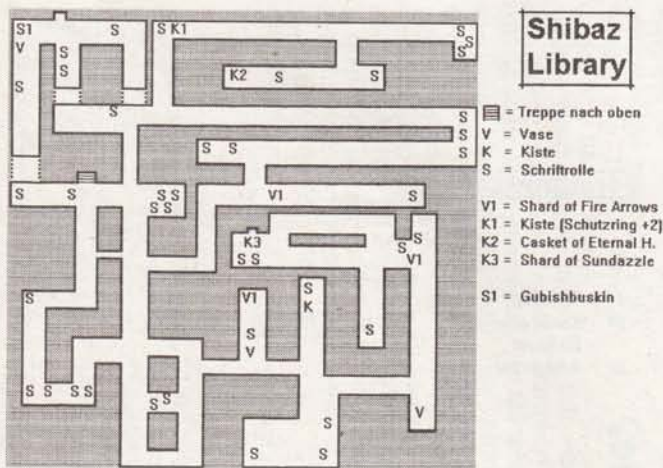 Shibaz
Library
= Treppe nach oben
V = Vase
K = Kiste
S = Schriftrolle
V1 = Shard of Fire Arrows
K1 = Kiste (Schutzring +2)
K2 = Casket of Eternal H.
K3 = Shard of Sundazzle
S1 = Gubishbuskin
S1 S S K1 S
V S S
S S
K2 S S
S
S S
S
S S S
S S
S S S S V1 S
S S
K3 S S V1
S S
S
V1 S
S K
S S
V
S S S S
S S V
S
S S